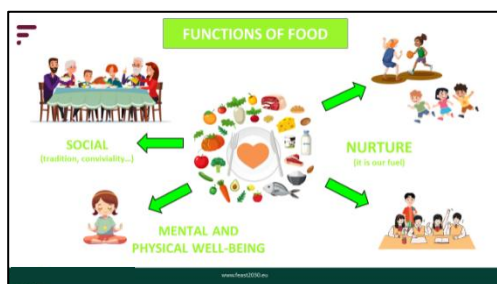 FUNCTIONS OF FOOD
SOCIAL
(tradition, conviviality...)
NURTURE
(it is our fuel)
MENTAL AND
PHYSICAL WELL-BEING
www.feast2030.eu